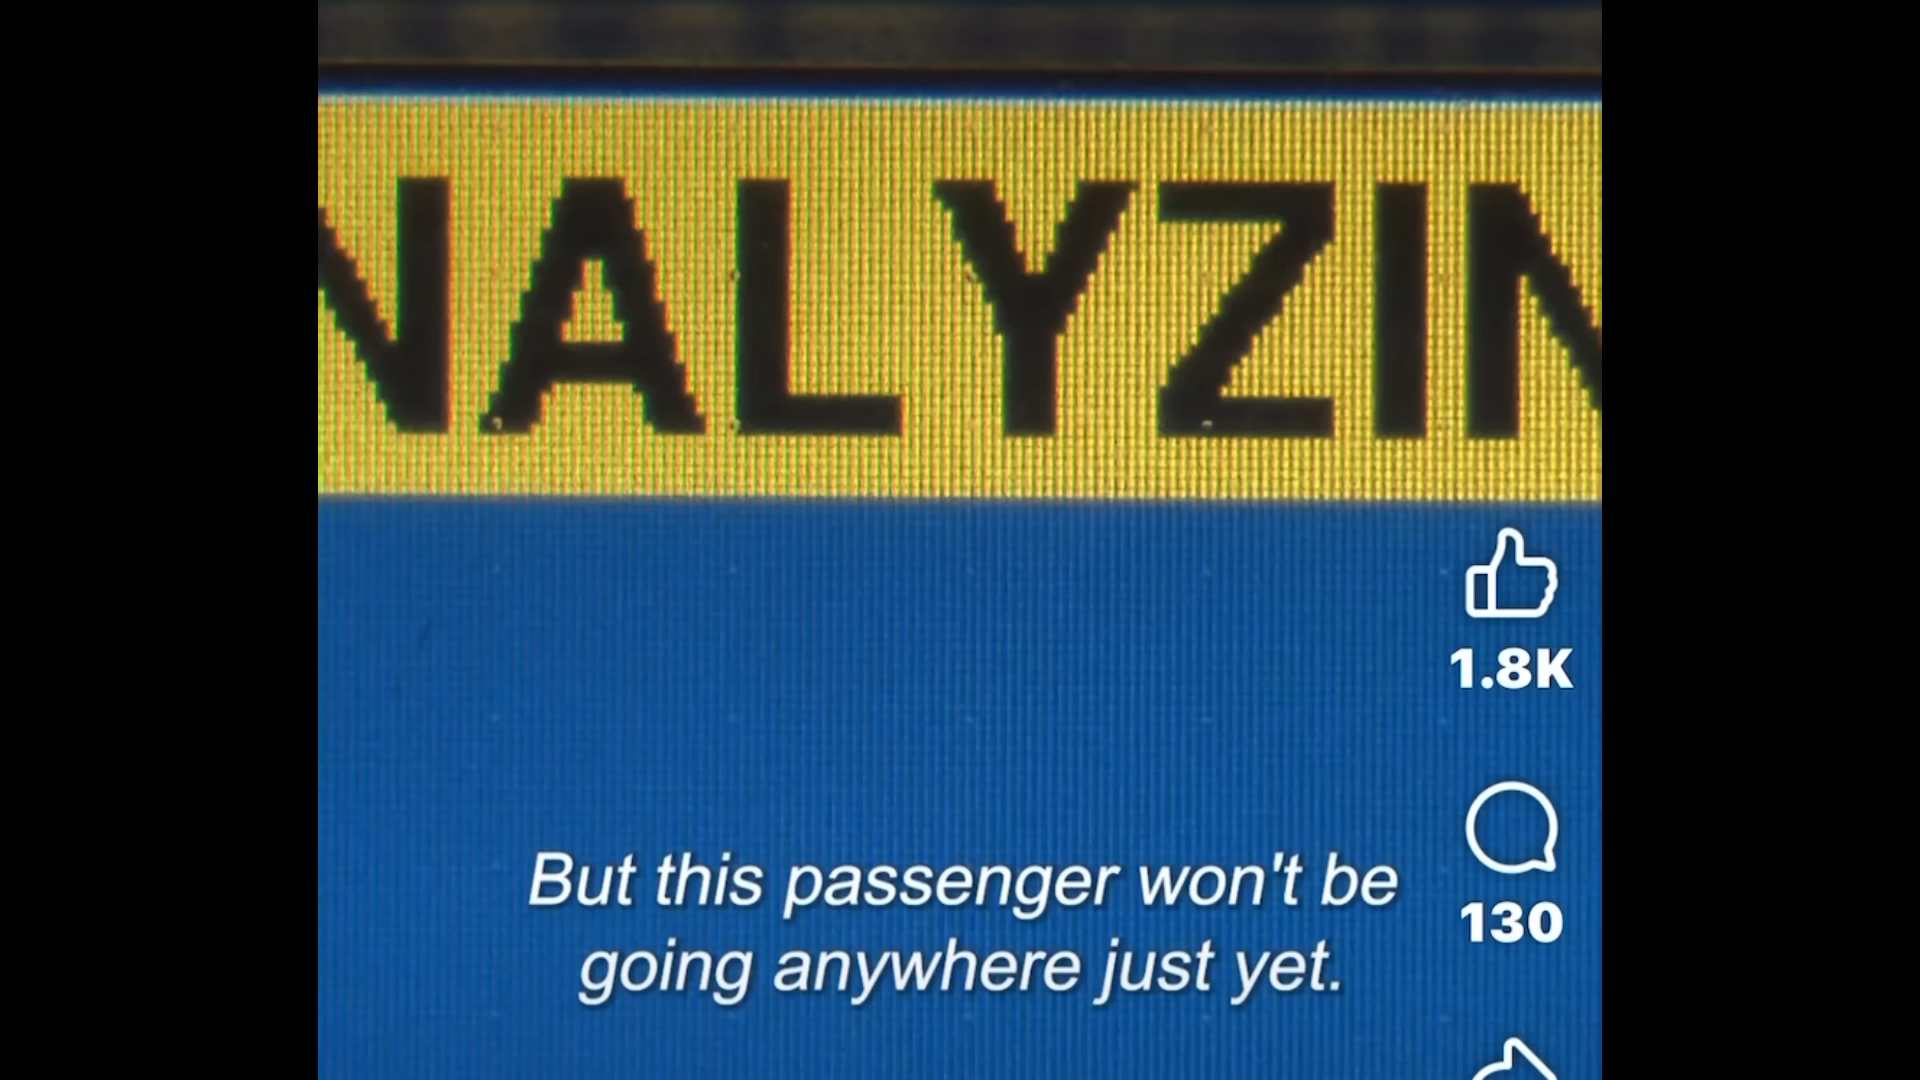 NALYZIN
1.8K
130
But this passenger won't be
going anywhere just yet.